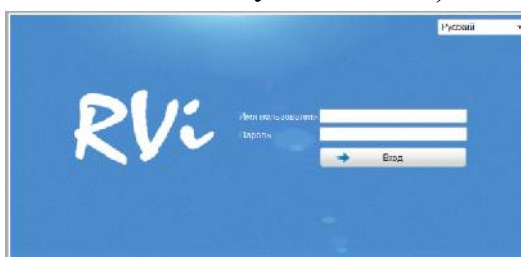 Русский
RVi
Имя пользователя
Пароль
Вход